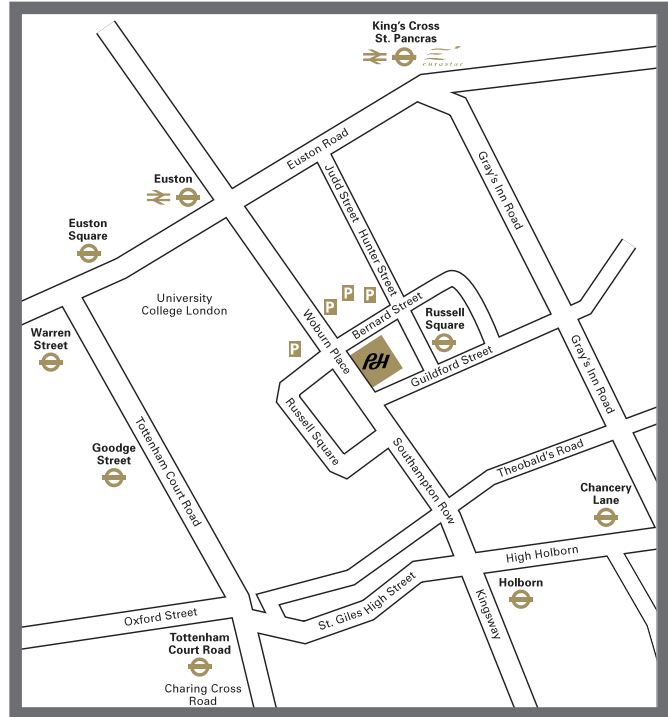 King's Cross
St. Pancras
eurostar
Euston Road
Gray's Inn Road
Judd Street
Euston
Euston
Square
Hunter Street
University
College London
P
P
P
P
Bernard Street
Russell
Square
Woburn Place
Warren
Street
PH
Guildford Street
Gray's Inn Road
Russell Square
Tottenham Court Road
Goodge
Street
Southampton Row
Theobald's Road
Chancery
Lane
High Holborn
Holborn
St. Giles High Street
Kingsway
Oxford Street
Tottenham
Court Road
Charing Cross
Road